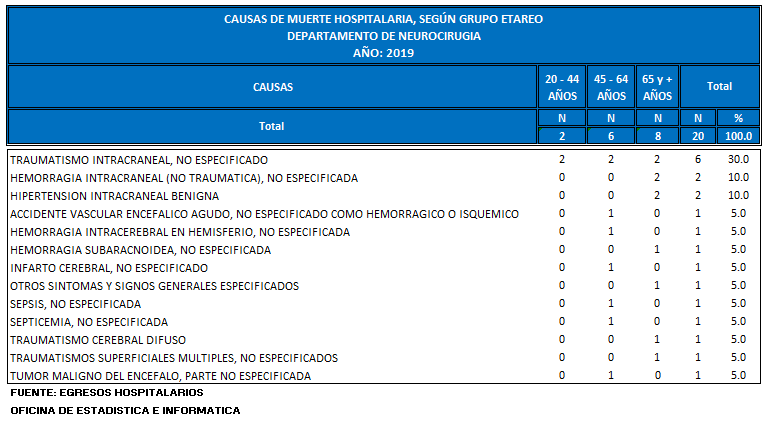 CAUSAS DE MUERTE HOSPITALARIA, SEGÚN GRUPO ETAREO
DEPARTAMENTO DE NEUROCIRUGIA
AÑO: 2019
CAUSAS 20 - 44 AÑOS 45 - 64 AÑOS 65 y + AÑOS Total
Total N N N N %
2 6 8 20 100.0
TRAUMATISMO INTRACRANEAL, NO ESPECIFICADO 2 2 2 6 30.0
HEMORRAGIA INTRACRANEAL (NO TRAUMATICA), NO ESPECIFICADA 0 0 2 2 10.0
HIPERTENSION INTRACRANEAL BENIGNA 0 0 2 2 10.0
ACCIDENTE VASCULAR ENCEFALICO AGUDO, NO ESPECIFICADO COMO HEMORRAGICO O ISQUEMICO 0 1 0 1 5.0
HEMORRAGIA INTRACEREBRAL EN HEMISFERIO, NO ESPECIFICADA 0 1 0 1 5.0
HEMORRAGIA SUBARACNOIDEA, NO ESPECIFICADA 0 0 1 1 5.0
INFARTO CEREBRAL, NO ESPECIFICADO 0 1 0 1 5.0
OTROS SINTOMAS Y SIGNOS GENERALES ESPECIFICADOS 0 0 1 1 5.0
SEPSIS, NO ESPECIFICADA 0 1 0 1 5.0
SEPTICEMIA, NO ESPECIFICADA 0 1 0 1 5.0
TRAUMATISMO CEREBRAL DIFUSO 0 0 1 1 5.0
TRAUMATISMOS SUPERFICIALES MULTIPLES, NO ESPECIFICADOS 0 0 1 1 5.0
TUMOR MALIGNO DEL ENCEFALO, PARTE NO ESPECIFICADA 0 1 0 1 5.0
FUENTE: EGRESOS HOSPITALARIOS
OFICINA DE ESTADISTICA E INFORMATICA